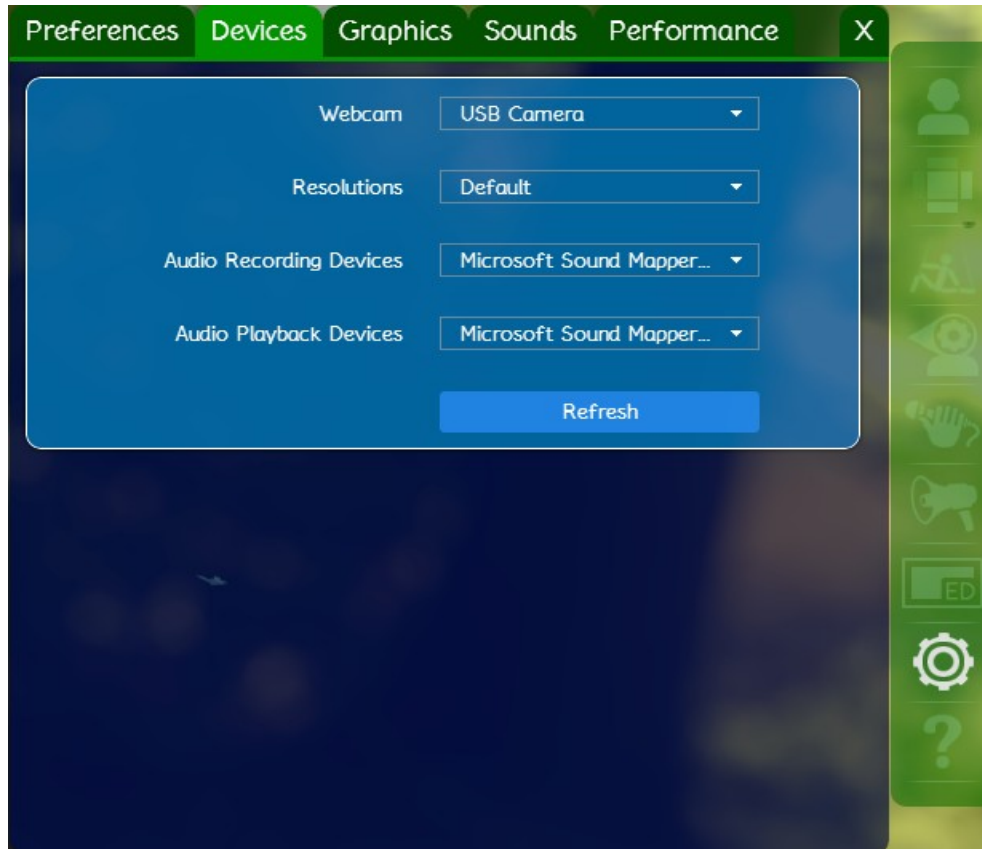 Preferences Devices Graphics Sounds Performance X
Webcam USB Camera
Resolutions Default
Audio Recording Devices Microsoft Sound Mapper...
Audio Playback Devices Microsoft Sound Mapper...
Refresh
ED
?